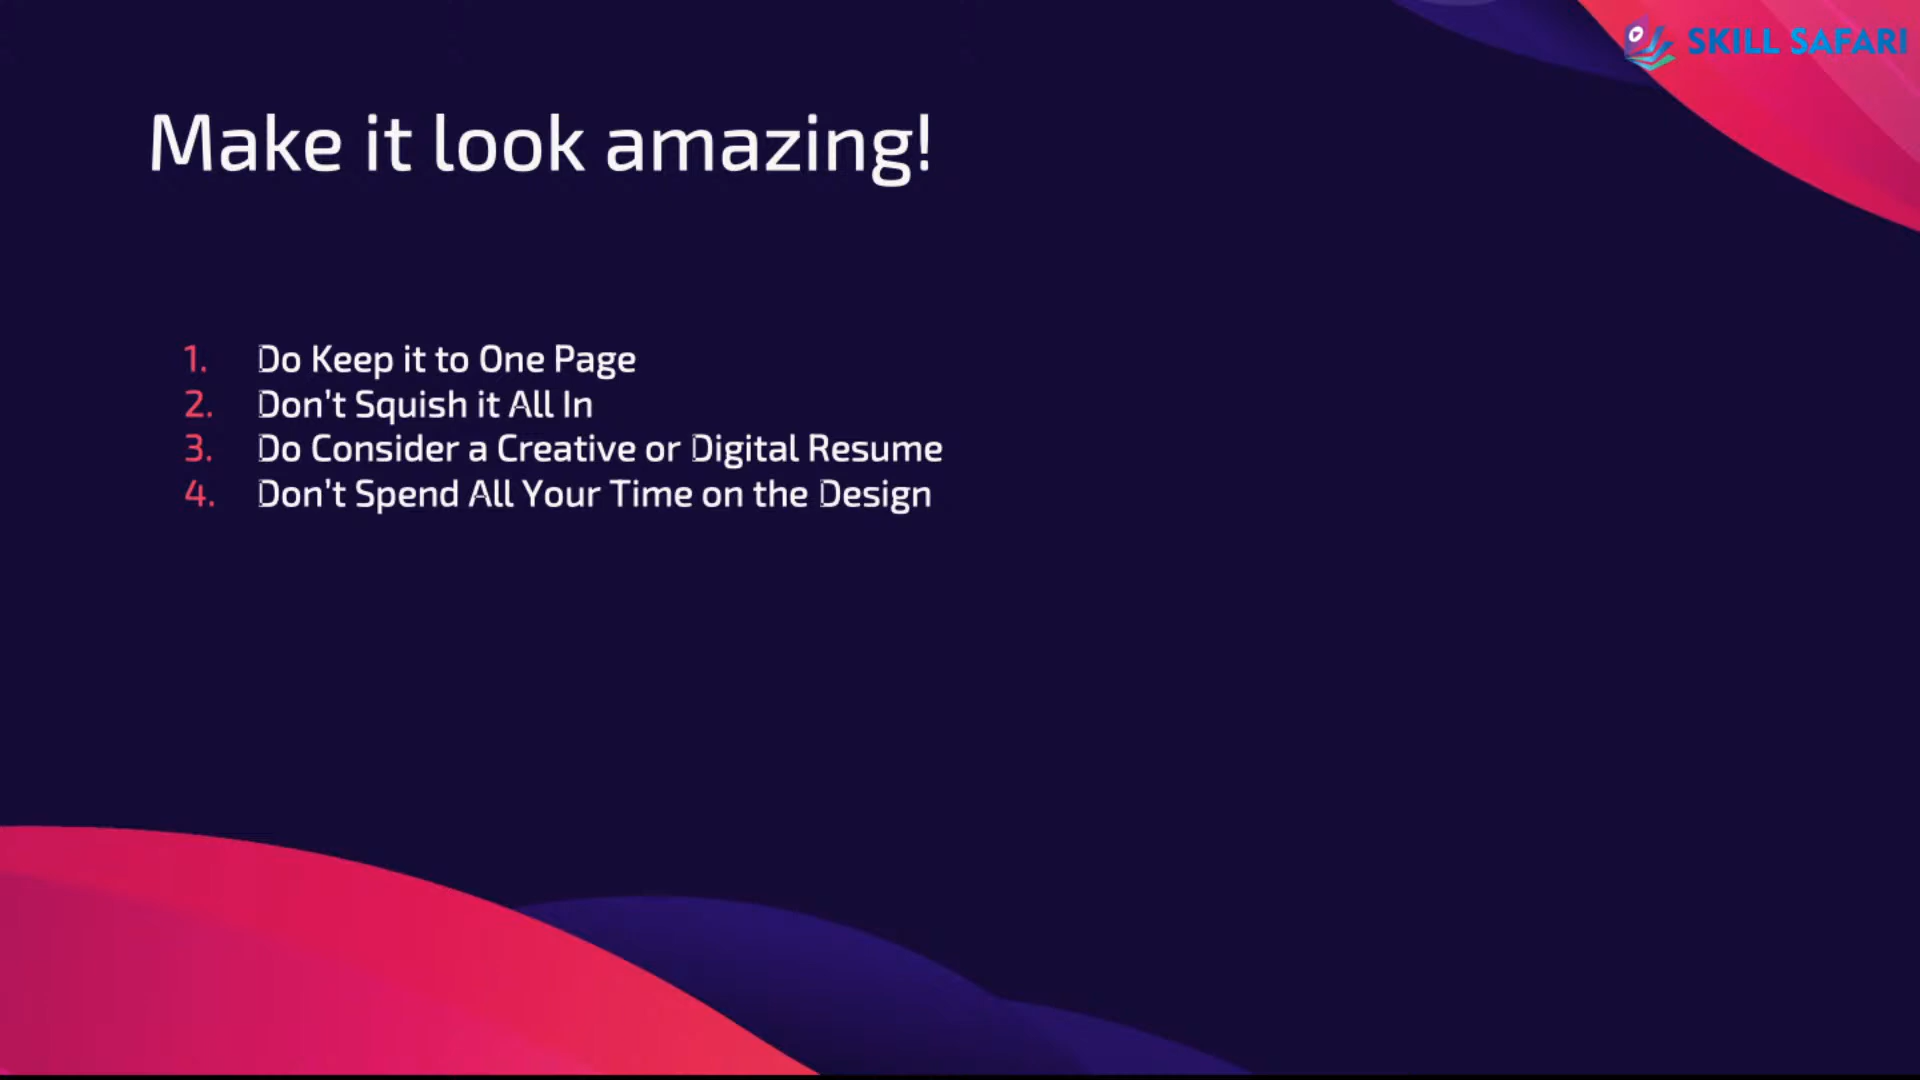 SKILL SAFARI
Make it look amazing!
1. Do Keep it to One Page
2. Don’t Squish it All In
3. Do Consider a Creative or Digital Resume
4. Don’t Spend All Your Time on the Design